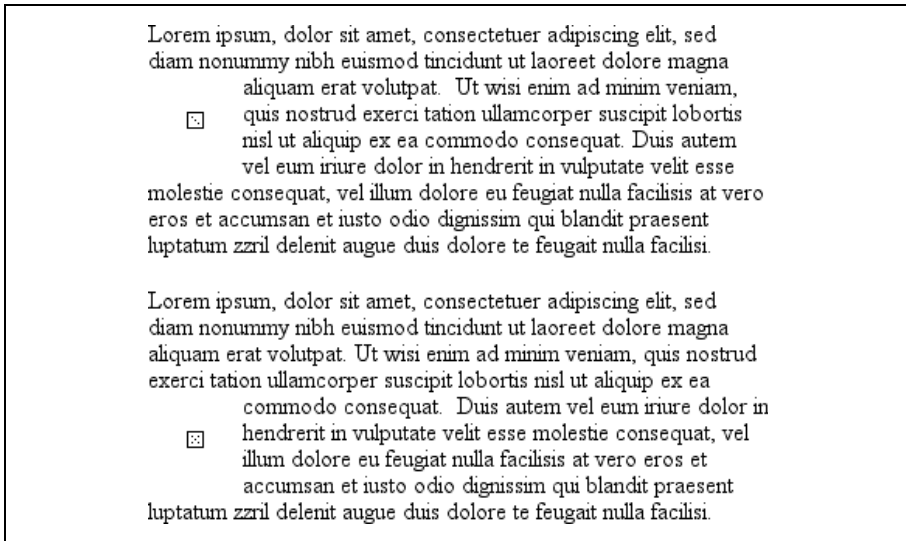 Lorem ipsum, dolor sit amet, consectetuer adipiscing elit, sed
diam nonummy nibh euismod tincidunt ut laoreet dolore magna
aliquam erat volutpat.  Ut wisi enim ad minim veniam,
quis nostrud exerci tation ullamcorper suscipit lobortis
nisl ut aliquip ex ea commodo consequat. Duis autem
vel eum iriure dolor in hendrerit in vulputate velit esse
molestie consequat, vel illum dolore eu feugiat nulla facilisis at vero
eros et accumsan et iusto odio dignissim qui blandit praesent
luptatum zzril delenit augue duis dolore te feugait nulla facilisi.
Lorem ipsum, dolor sit amet, consectetuer adipiscing elit, sed
diam nonummy nibh euismod tincidunt ut laoreet dolore magna
aliquam erat volutpat. Ut wisi enim ad minim veniam, quis nostrud
exerci tation ullamcorper suscipit lobortis nisl ut aliquip ex ea
commodo consequat.  Duis autem vel eum iriure dolor in
hendrerit in vulputate velit esse molestie consequat, vel
illum dolore eu feugiat nulla facilisis at vero eros et
accumsan et iusto odio dignissim qui blandit praesent
luptatum zzril delenit augue duis dolore te feugait nulla facilisi.